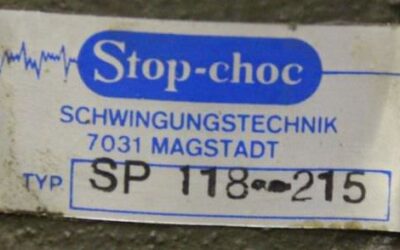 Stop-choc
SCHWINGUNGSTECHNIK
7031 MAGSTADT
TYP SP 118--215